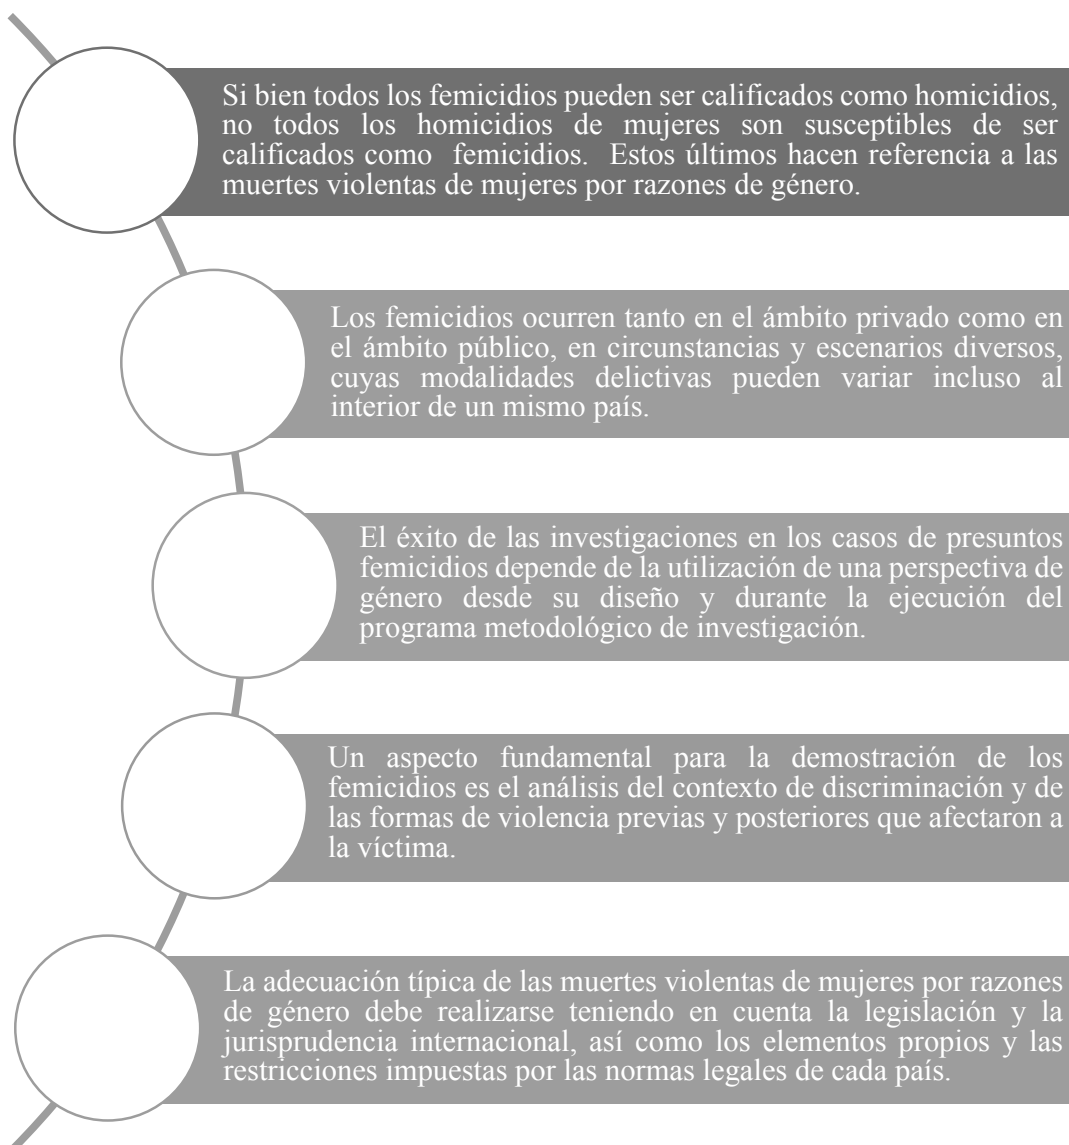 Si bien todos los femicidios pueden ser calificados como homicidios,
no todos los homicidios de mujeres son susceptibles de ser
calificados como femicidios. Estos últimos hacen referencia a las
muertes violentas de mujeres por razones de género.
Los femicidios ocurren tanto en el ámbito privado como en
el ámbito público, en circunstancias y escenarios diversos,
cuyas modalidades delictivas pueden variar incluso al
interior de un mismo país.
El éxito de las investigaciones en los casos de presuntos
femicidios depende de la utilización de una perspectiva de
género desde su diseño y durante la ejecución del
programa metodológico de investigación.
Un aspecto fundamental para la demostración de los
femicidios es el análisis del contexto de discriminación y de
las formas de violencia previas y posteriores que afectaron a
la víctima.
La adecuación típica de las muertes violentas de mujeres por razones
de género debe realizarse teniendo en cuenta la legislación y la
jurisprudencia internacional, así como los elementos propios y las
restricciones impuestas por las normas legales de cada país.